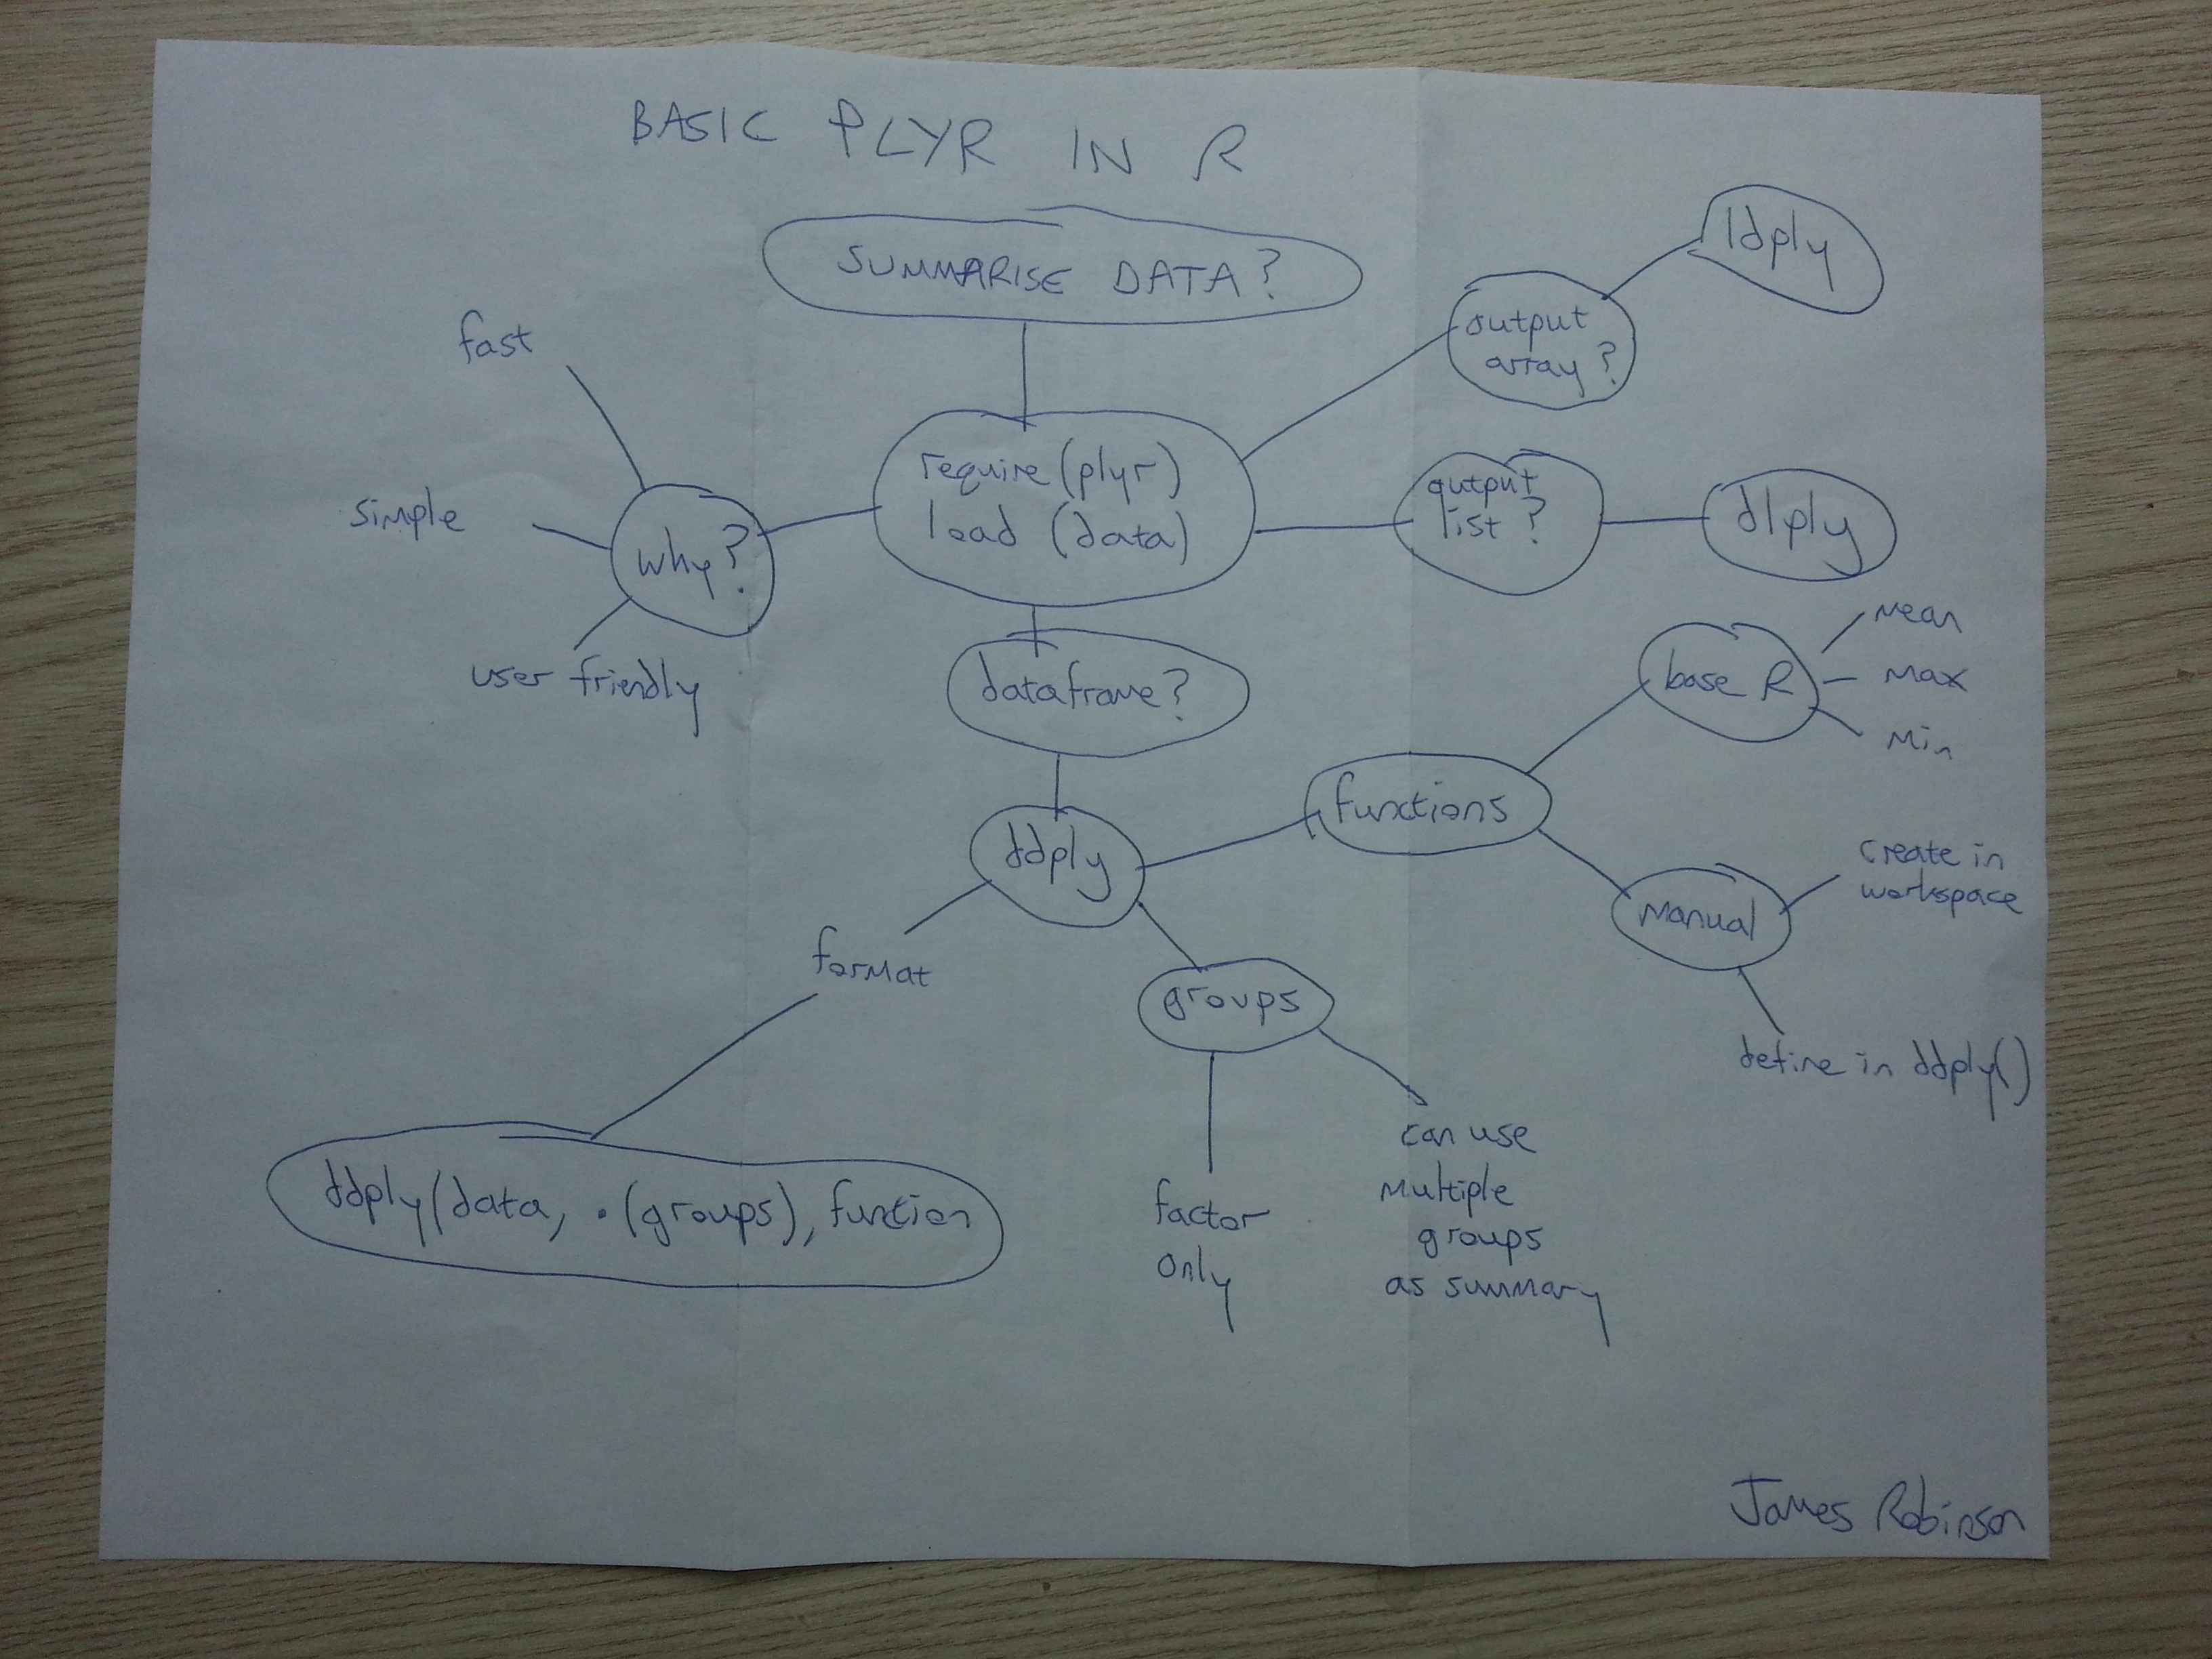 BASIC PLYR IN R
SUMMARISE DATA?
ldply
output
array?
fast
require(plyr)
load (data)
output
list?
dlply
simple
why?
user friendly
dataframe?
base R
mean
max
min
functions
ddply
manual
create in
workspace
define in ddply()
format
groups
ddply(data, .(groups), function
factor
only
can use
multiple
groups
as summary
James Robinson